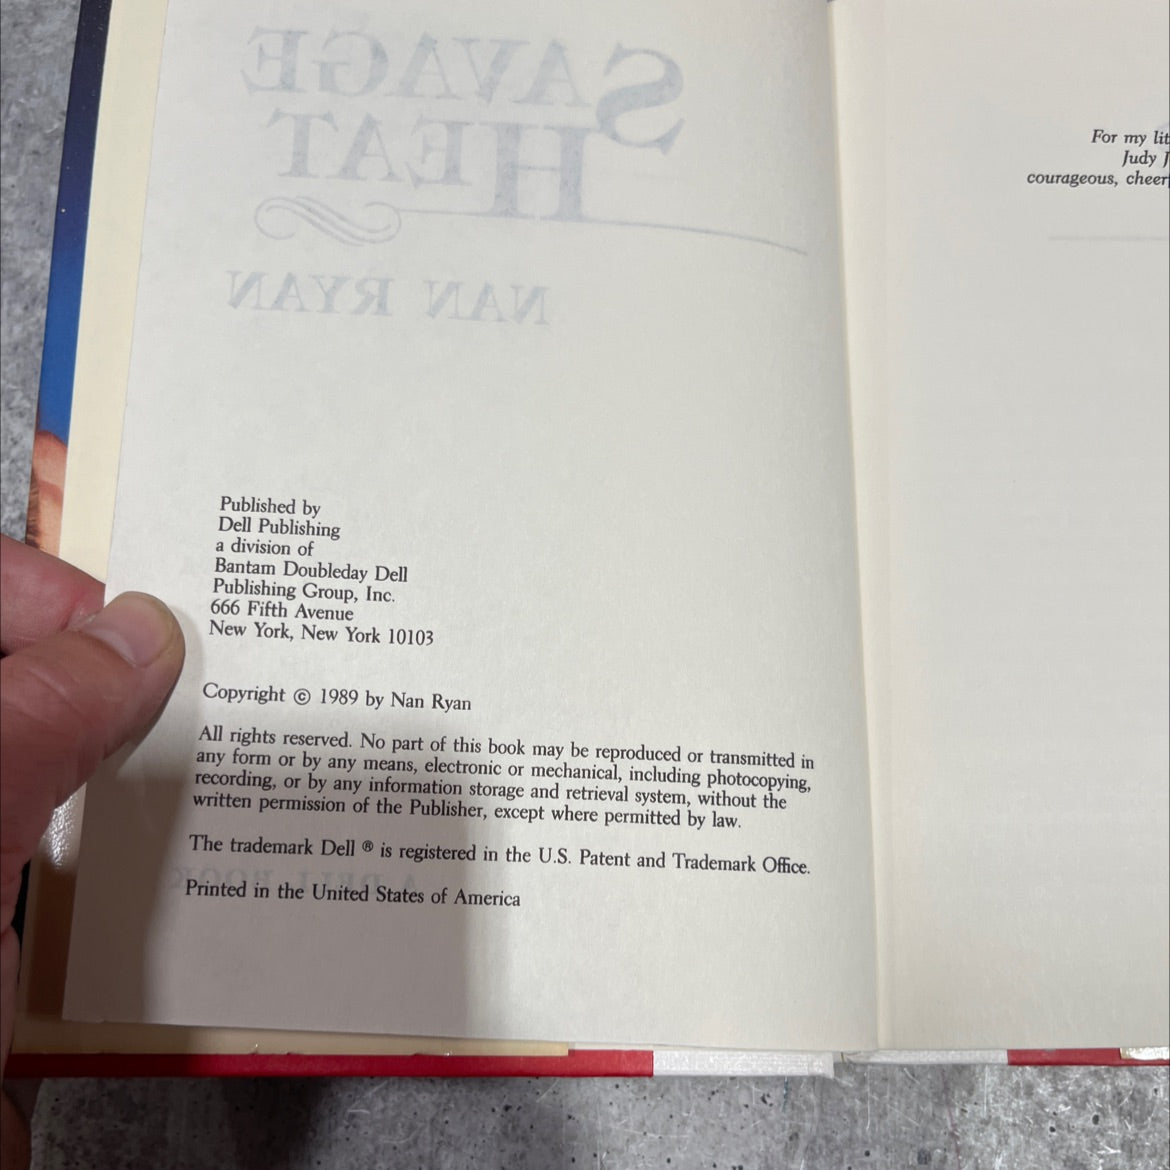 SAVAGE
HEAT
NAN RYAN
Published by
Dell Publishing
a division of
Bantam Doubleday Dell
Publishing Group, Inc.
666 Fifth Avenue
New York, New York 10103
Copyright © 1989 by Nan Ryan
All rights reserved. No part of this book may be reproduced or transmitted in
any form or by any means, electronic or mechanical, including photocopying,
recording, or by any information storage and retrieval system, without the
written permission of the Publisher, except where permitted by law.
The trademark Dell ® is registered in the U.S. Patent and Trademark Office.
A DELL BOOK
Printed in the United States of America
For my lit
Judy J
courageous, cheer